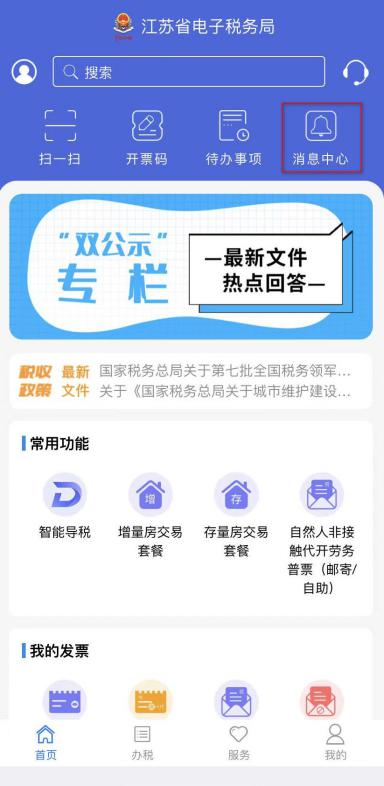 江苏省电子税务局
搜索
扫一扫
开票码
待办事项
消息中心
“双公示”
专栏
最新文件
热点回答
税收 最新 国家税务总局关于第七批全国税务领军...
政策 文件 关于《国家税务总局关于城市维护建设...
常用功能
智能导税
增
增量房交易
套餐
存
存量房交易
套餐
自然人非接
触代开劳务
普票（邮寄/
自助）
我的发票
首页
办税
服务
我的